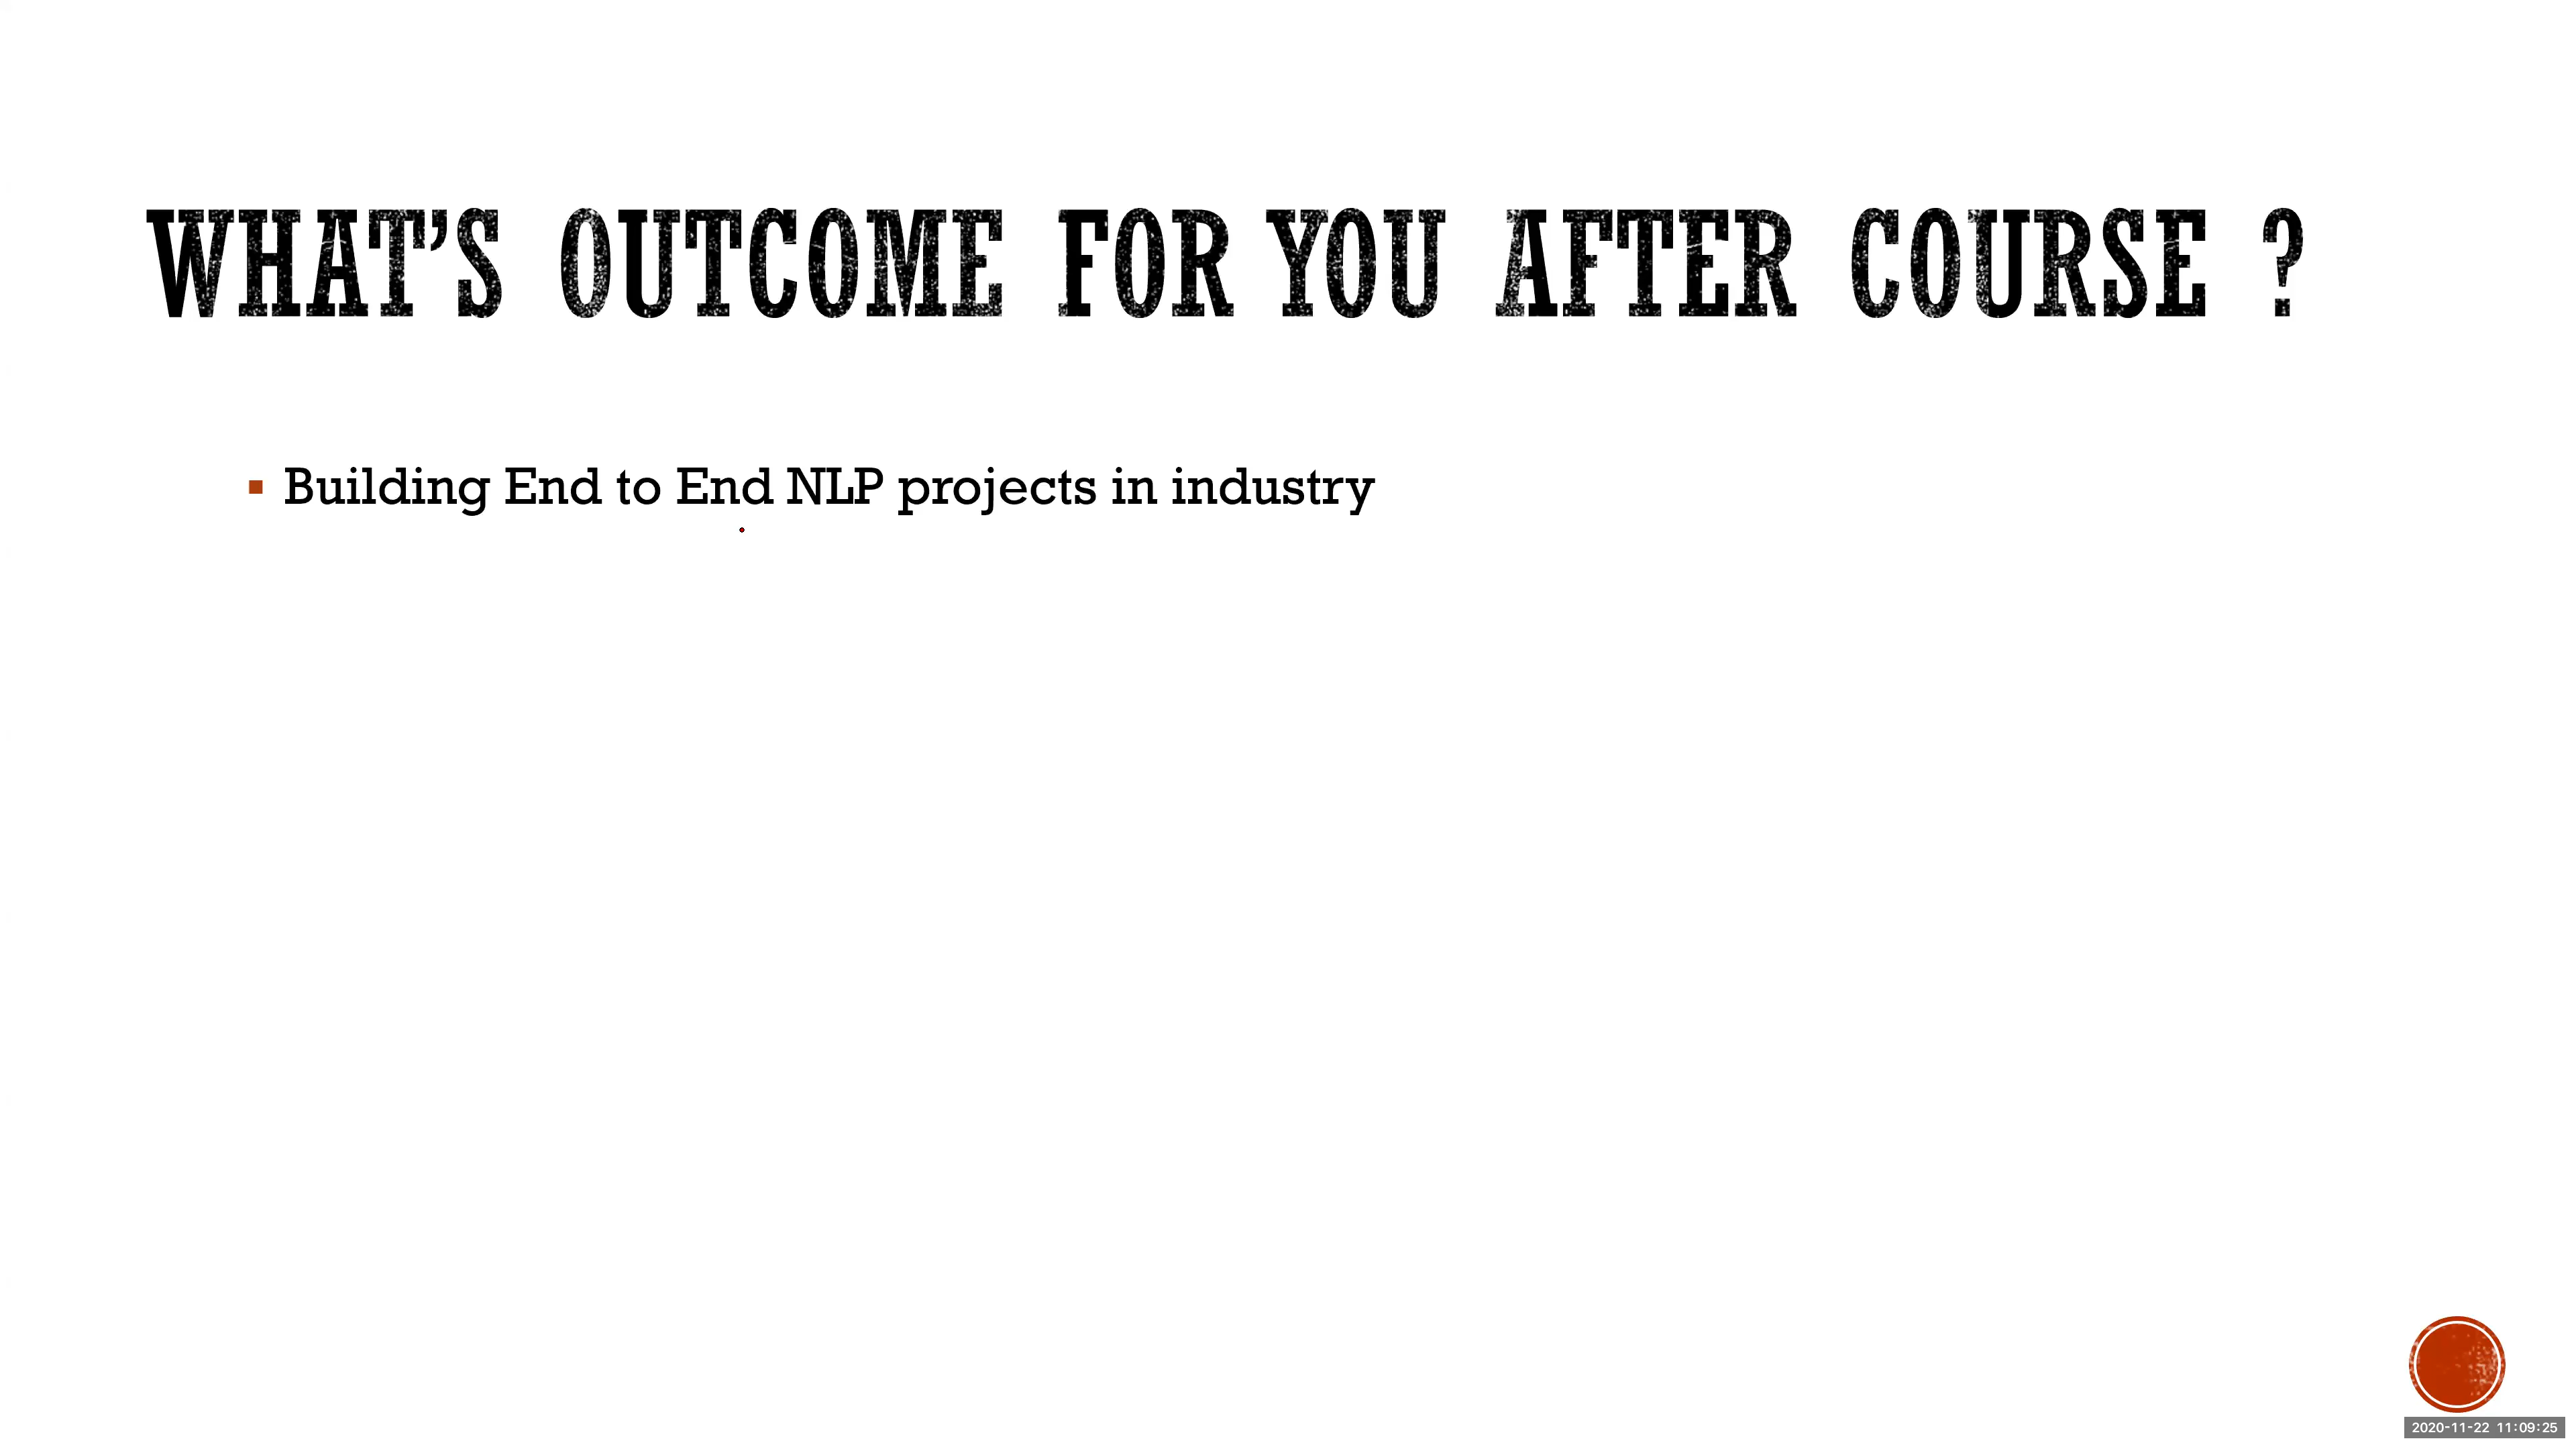 WHAT’S OUTCOME FOR YOU AFTER COURSE ?
Building End to End NLP projects in industry
2020-11-22 11:09:25